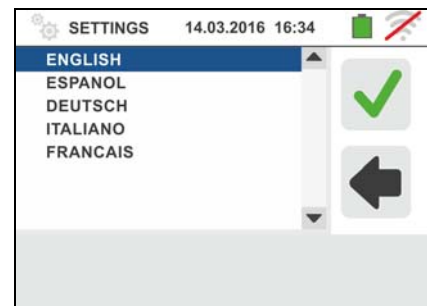 SETTINGS 14.03.2016 16:34
ENGLISH
ESPANOL
DEUTSCH
ITALIANO
FRANCAIS